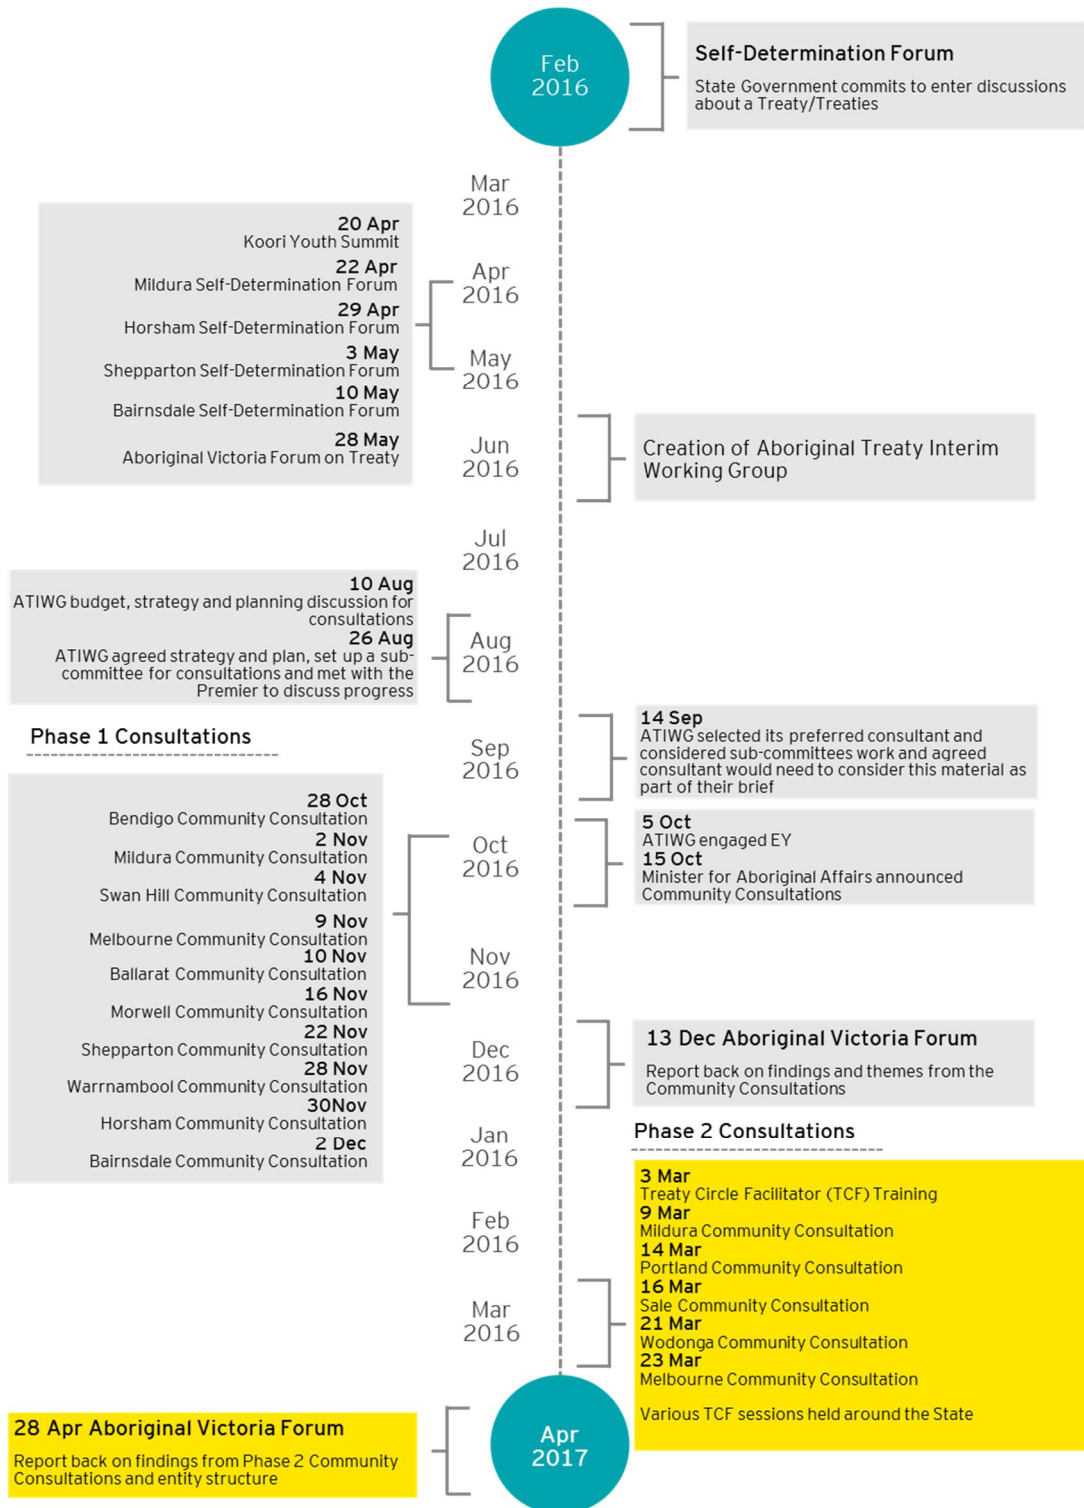 Feb
2016
Self-Determination Forum
State Government commits to enter discussions
about a Treaty/Treaties
Mar
2016
20 Apr
Koori Youth Summit
22 Apr
Mildura Self-Determination Forum
29 Apr
Horsham Self-Determination Forum
3 May
Shepparton Self-Determination Forum
10 May
Bairnsdale Self-Determination Forum
28 May
Aboriginal Victoria Forum on Treaty
Apr
2016
May
2016
Jun
2016
Creation of Aboriginal Treaty Interim
Working Group
Jul
2016
10 Aug
ATIWG budget, strategy and planning discussion for
consultations
26 Aug
ATIWG agreed strategy and plan, set up a sub-
committee for consultations and met with the
Premier to discuss progress
Aug
2016
Sep
2016
14 Sep
ATIWG selected its preferred consultant and
considered sub-committees work and agreed
consultant would need to consider this material as
part of their brief
Phase 1 Consultations
28 Oct
Bendigo Community Consultation
2 Nov
Mildura Community Consultation
4 Nov
Swan Hill Community Consultation
9 Nov
Melbourne Community Consultation
10 Nov
Ballarat Community Consultation
16 Nov
Morwell Community Consultation
22 Nov
Shepparton Community Consultation
28 Nov
Warrnambool Community Consultation
30Nov
Horsham Community Consultation
2 Dec
Bairnsdale Community Consultation
Oct
2016
5 Oct
ATIWG engaged EY
15 Oct
Minister for Aboriginal Affairs announced
Community Consultations
Nov
2016
Dec
2016
13 Dec Aboriginal Victoria Forum
Report back on findings and themes from the
Community Consultations
Jan
2016
Feb
2016
Mar
2016
Phase 2 Consultations
3 Mar
Treaty Circle Facilitator (TCF) Training
9 Mar
Mildura Community Consultation
14 Mar
Portland Community Consultation
16 Mar
Sale Community Consultation
21 Mar
Wodonga Community Consultation
23 Mar
Melbourne Community Consultation
Various TCF sessions held around the State
28 Apr Aboriginal Victoria Forum
Report back on findings from Phase 2 Community
Consultations and entity structure
Apr
2017